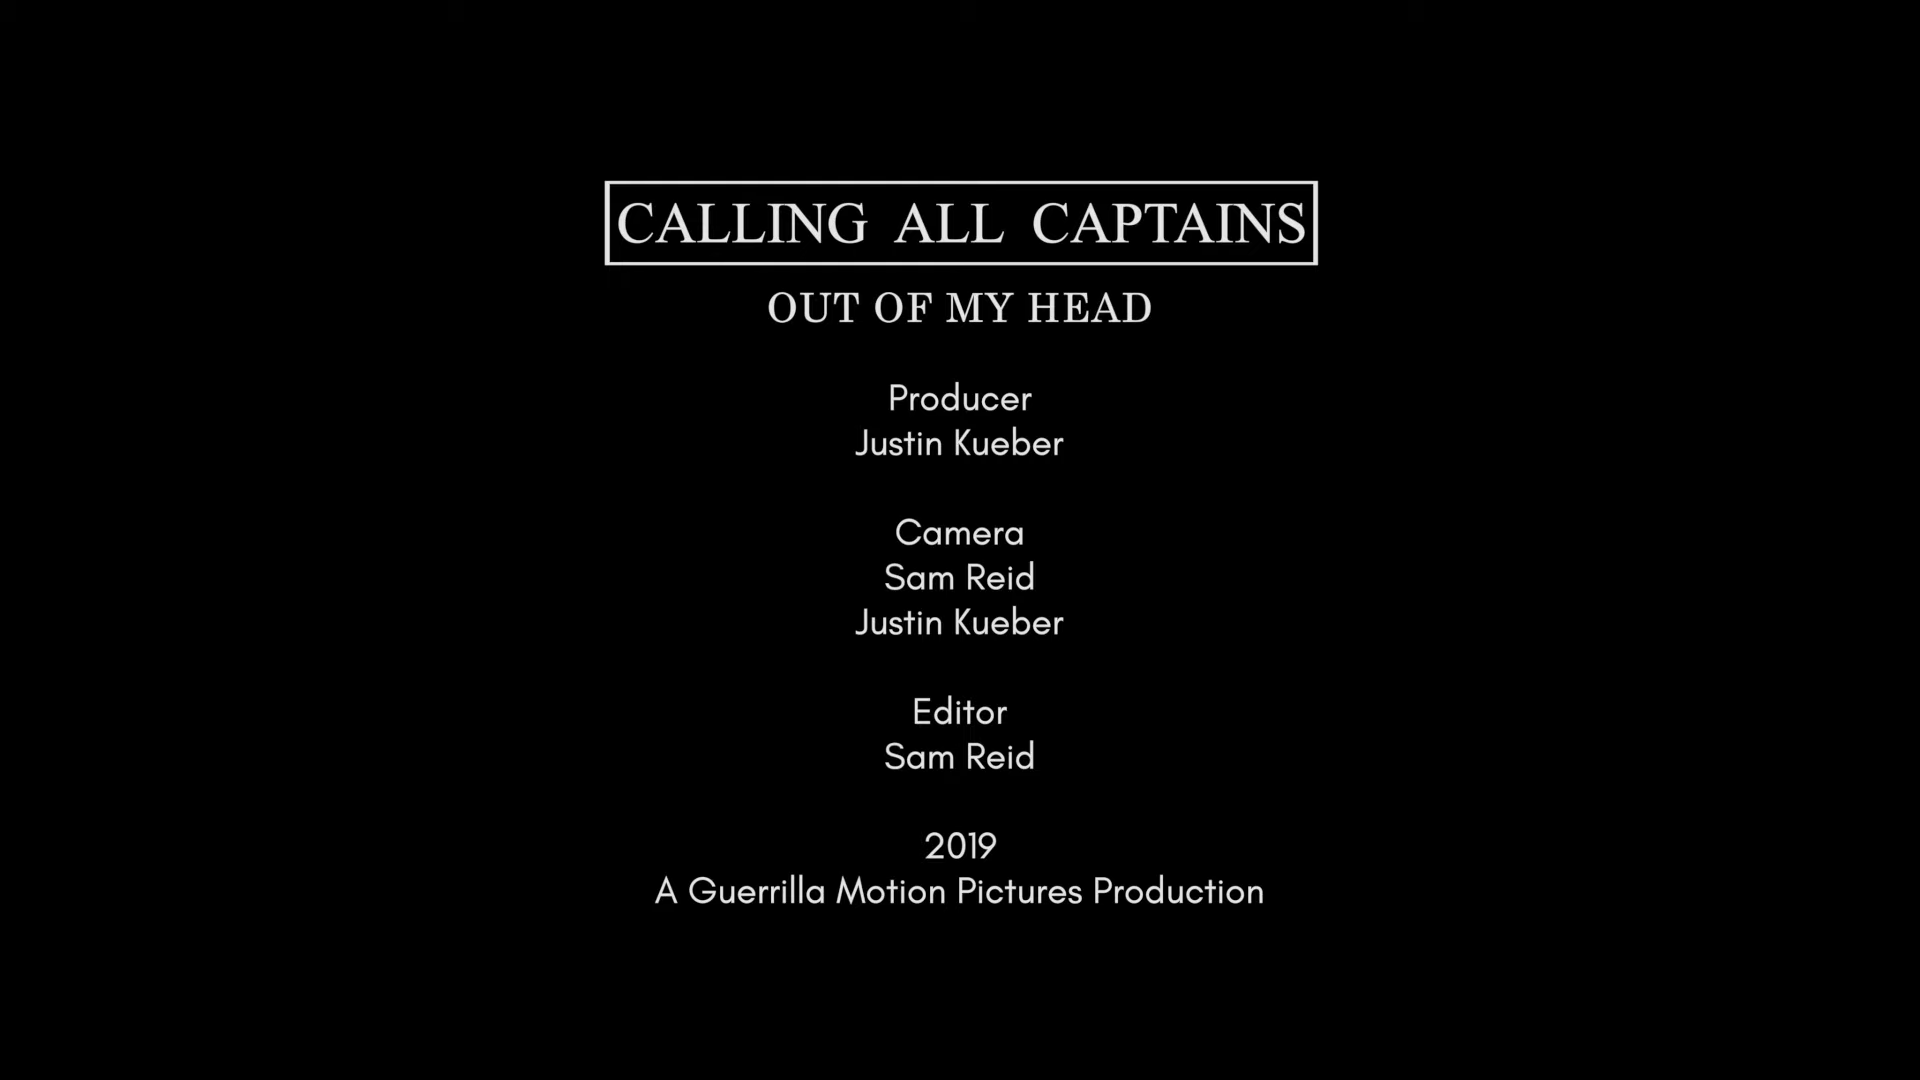 CALLING ALL CAPTAINS
OUT OF MY HEAD
Producer
Justin Kueber
Camera
Sam Reid
Justin Kueber
Editor
Sam Reid
2019
A Guerrilla Motion Pictures Production